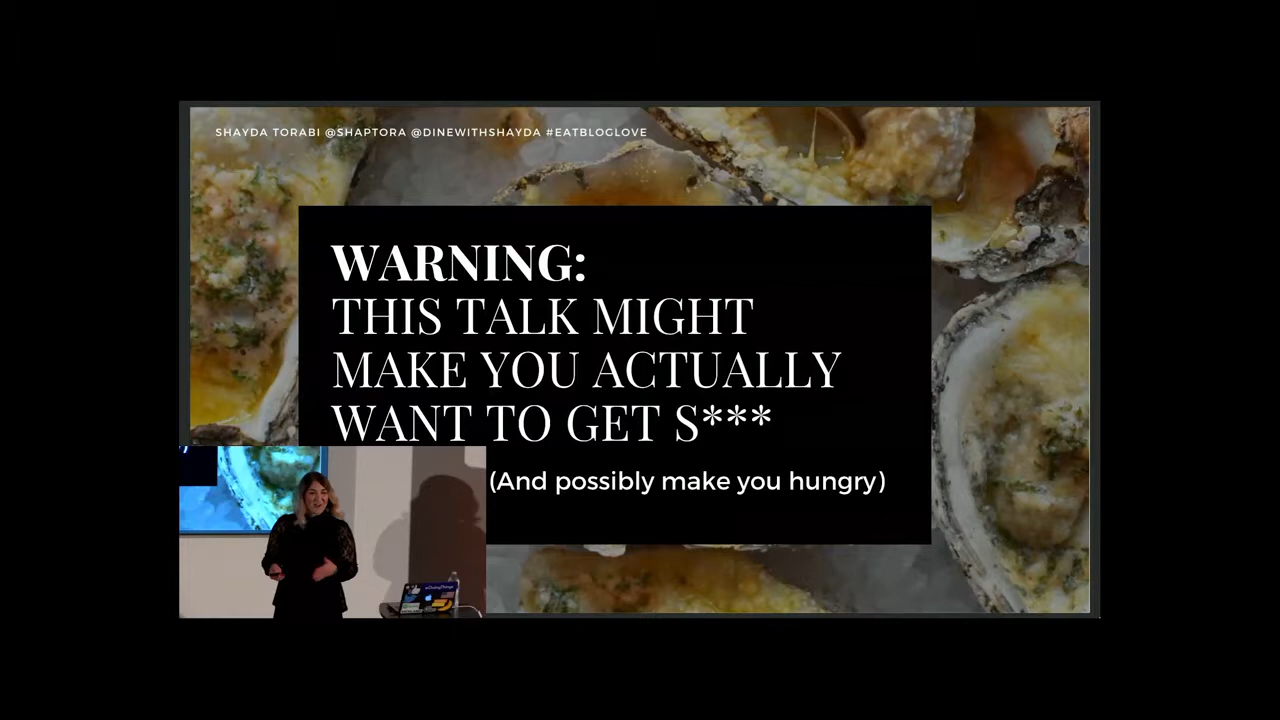 SHAYDA TORABI @SHAPTORA @DINEWITHSHAYDA #EATBLOGLOVE
WARNING:
THIS TALK MIGHT
MAKE YOU ACTUALLY
WANT TO GET S***
(And possibly make you hungry)